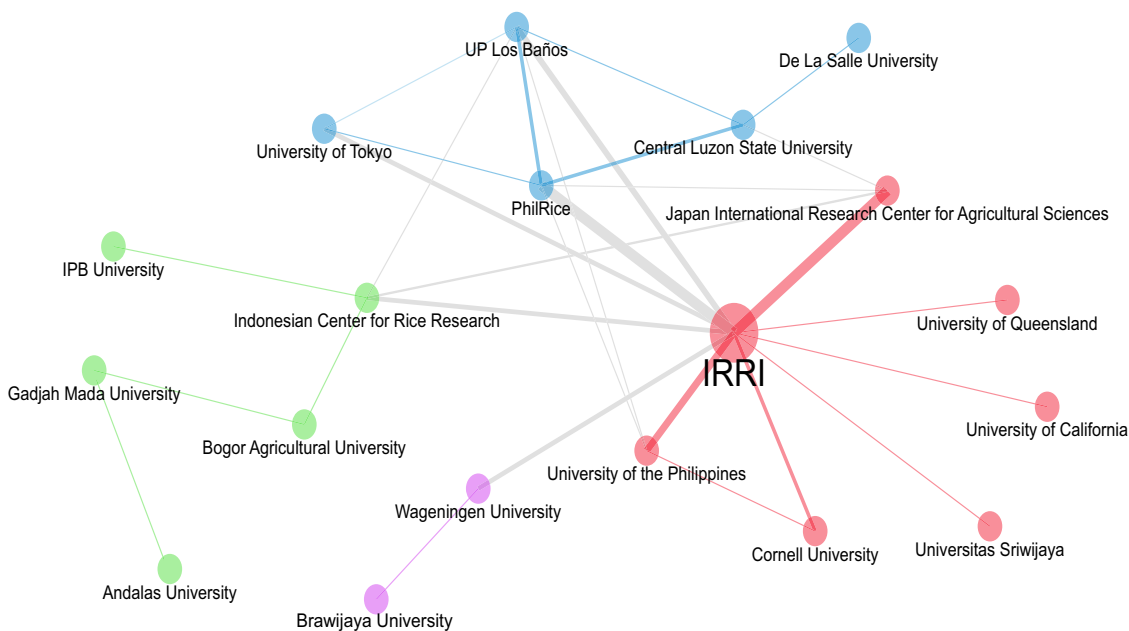 UP Los Baños
De La Salle University
University of Tokyo
Central Luzon State University
PhilRice
Japan International Research Center for Agricultural Sciences
IPB University
Indonesian Center for Rice Research
University of Queensland
IRRI
Gadjah Mada University
University of California
Bogor Agricultural University
University of the Philippines
Wageningen University
Cornell University
Universitas Sriwijaya
Andalas University
Brawijaya University